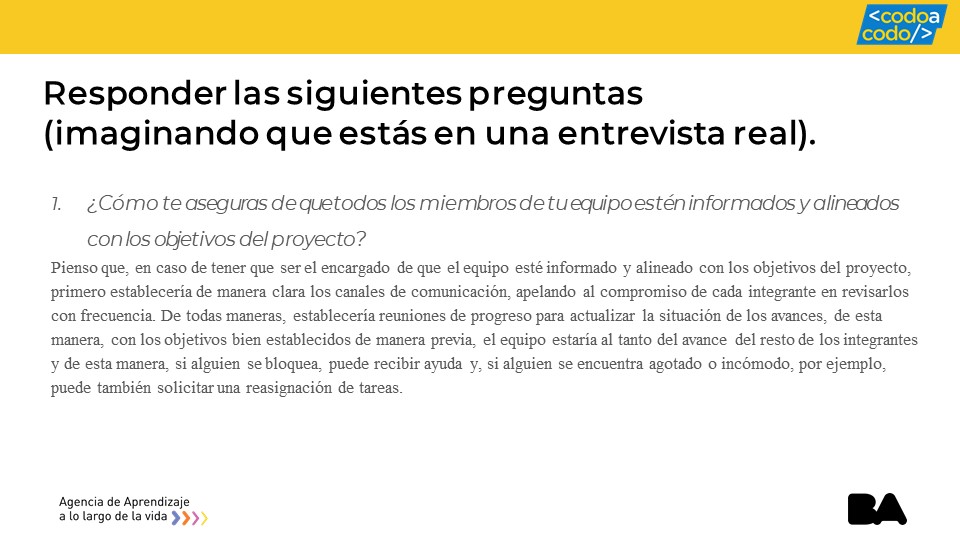 <codoa
codo/>
Responder las siguientes preguntas
(imaginando que estás en una entrevista real).
1. ¿Cómo te aseguras de que todos los miembros de tu equipo estén informados y alineados
con los objetivos del proyecto?
Pienso que, en caso de tener que ser el encargado de que el equipo esté informado y alineado con los objetivos del proyecto,
primero establecería de manera clara los canales de comunicación, apelando al compromiso de cada integrante en revisarlos
con frecuencia. De todas maneras, establecería reuniones de progreso para actualizar la situación de los avances, de esta
manera, con los objetivos bien establecidos de manera previa, el equipo estaría al tanto del avance del resto de los integrantes
y de esta manera, si alguien se bloquea, puede recibir ayuda y, si alguien se encuentra agotado o incómodo, por ejemplo,
puede también solicitar una reasignación de tareas.
Agencia de Aprendizaje
a lo largo de la vida
BA